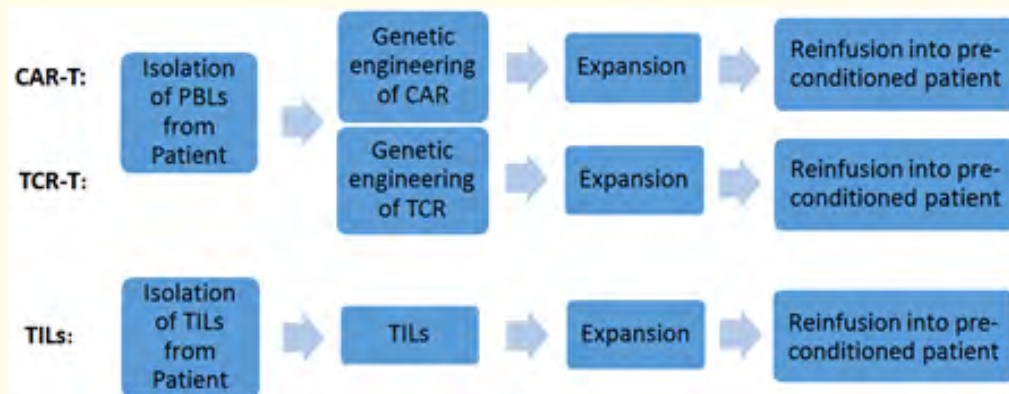 CAR-T:
Isolation
of PBLs
from
Patient
Genetic
engineering
of CAR
Expansion
Reinfusion into pre-
conditioned patient
TCR-T:
Genetic
engineering
of TCR
Expansion
Reinfusion into pre-
conditioned patient
TILs:
Isolation
of TILs
from
Patient
TILs
Expansion
Reinfusion into pre-
conditioned patient